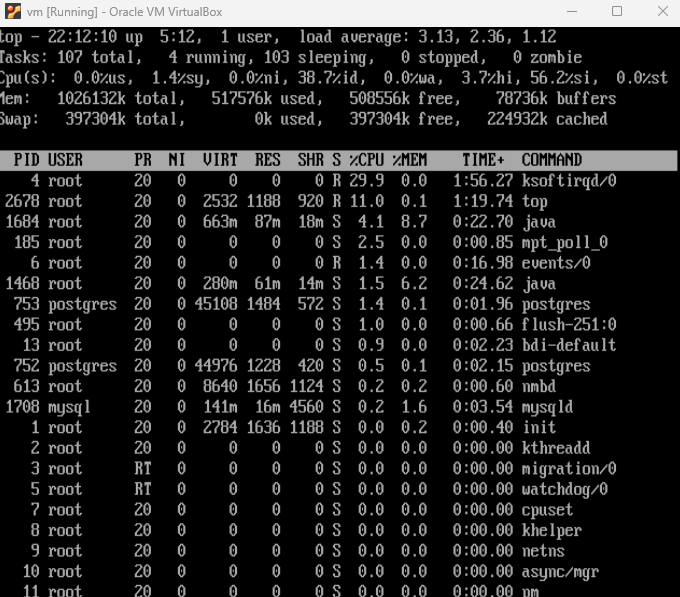 vm [Running] - Oracle VM VirtualBox
top - 22:12:10 up  5:12,  1 user,  load average: 3.13, 2.36, 1.12
Tasks: 107 total,   4 running, 103 sleeping,   0 stopped,   0 zombie
Cpu(s):  0.0%us,  1.4%sy,  0.0%ni, 38.7%id,  0.0%wa,  3.7%hi, 56.2%si,  0.0%st
Mem:   1026132k total,   517576k used,   508556k free,    78736k buffers
Swap:   397304k total,        0k used,   397304k free,   224932k cached
PID USER      PR  NI  VIRT  RES  SHR S %CPU %MEM    TIME+  COMMAND
4 root      20   0     0    0    0 R 29.9  0.0   1:56.27 ksoftirqd/0
2678 root      20   0  2532 1188  920 R 11.0  0.1   1:19.74 top
1684 root      20   0  663m  87m  18m S  4.1  8.7   0:22.70 java
185 root      20   0     0    0    0 S  2.5  0.0   0:00.85 mpt_poll_0
6 root      20   0     0    0    0 R  1.4  0.0   0:16.98 events/0
1468 root      20   0  280m  61m  14m S  1.5  6.2   0:24.62 java
753 postgres  20   0 45108 1484  572 S  1.4  0.1   0:01.96 postgres
495 root      20   0     0    0    0 S  1.0  0.0   0:00.66 flush-251:0
13 root      20   0     0    0    0 S  0.9  0.0   0:02.23 bdi-default
752 postgres  20   0 44976 1228  420 S  0.5  0.1   0:02.15 postgres
613 root      20   0  8640 1656 1124 S  0.2  0.2   0:00.60 nmbd
1708 mysql     20   0  141m  16m 4560 S  0.2  1.6   0:03.54 mysqld
1 root      20   0  2784 1636 1188 S  0.0  0.2   0:00.40 init
2 root      20   0     0    0    0 S  0.0  0.0   0:00.00 kthreadd
3 root      RT   0     0    0    0 S  0.0  0.0   0:00.00 migration/0
5 root      RT   0     0    0    0 S  0.0  0.0   0:00.00 watchdog/0
7 root      20   0     0    0    0 S  0.0  0.0   0:00.00 cpuset
8 root      20   0     0    0    0 S  0.0  0.0   0:00.00 khelper
9 root      20   0     0    0    0 S  0.0  0.0   0:00.00 netns
10 root      20   0     0    0    0 S  0.0  0.0   0:00.00 async/mgr
11 root      20   0     0    0    0 S  0.0  0.0   0:00.00 pm